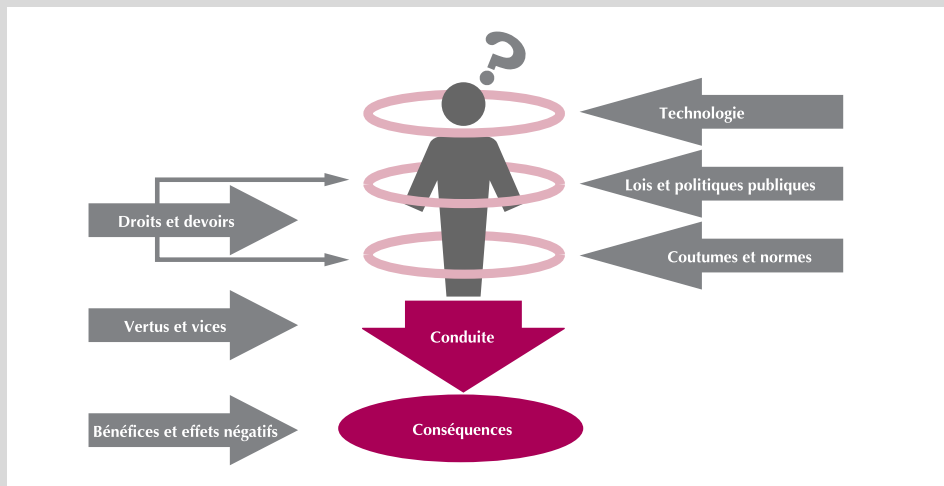 ?
Technologie
Lois et politiques publiques
Droits et devoirs
Coutumes et normes
Vertus et vices
Conduite
Bénéfices et effets négatifs
Conséquences